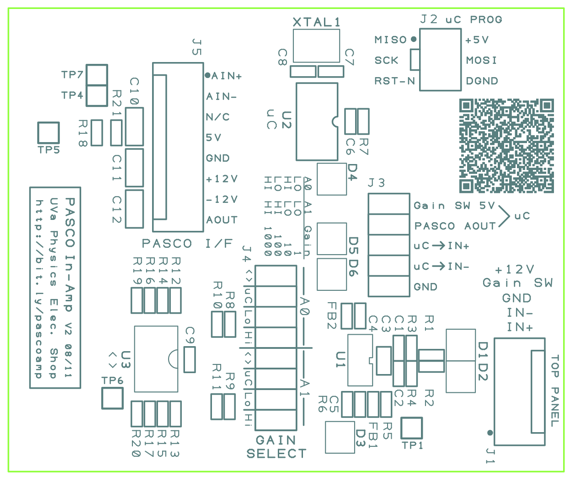 XTAL1
C8
C7
J2 uC PROG
MISO
SCK
RST-N
+5V
MOSI
DGND
J5
TP7
TP4
R21
R18
TP5
C10
C11
C12
AIN+
AIN-
N/C
5V
GND
+12V
-12V
AOUT
PASCO I/F
U2
uC
C6
R7
D4
D5
D6
A0 A1 Gain
LO LO 1
HI LO 10
LO HI 100
HI HI 1000
J3
Gain SW 5V
PASCO AOUT
uC
uC→IN+
uC→IN-
GND
PASCO In-Amp V2 08/11
UVa Physics Elec. Shop
http://bit.ly/pascoamp
R19
R16
R14
R12
U3
<>
C9
TP6
R20
R17
R15
R13
J4
<>
uC
Lo
Hi
<>
uC
Lo
Hi
A0
A1
R10
R8
R11
R9
GAIN
SELECT
FB2
U1
C4
C3
C1
R3
R1
R6
C5
FB1
R5
C2
R4
R2
D3
TP1
D1
D2
+12V
Gain SW
GND
IN-
IN+
TOP PANEL
J1